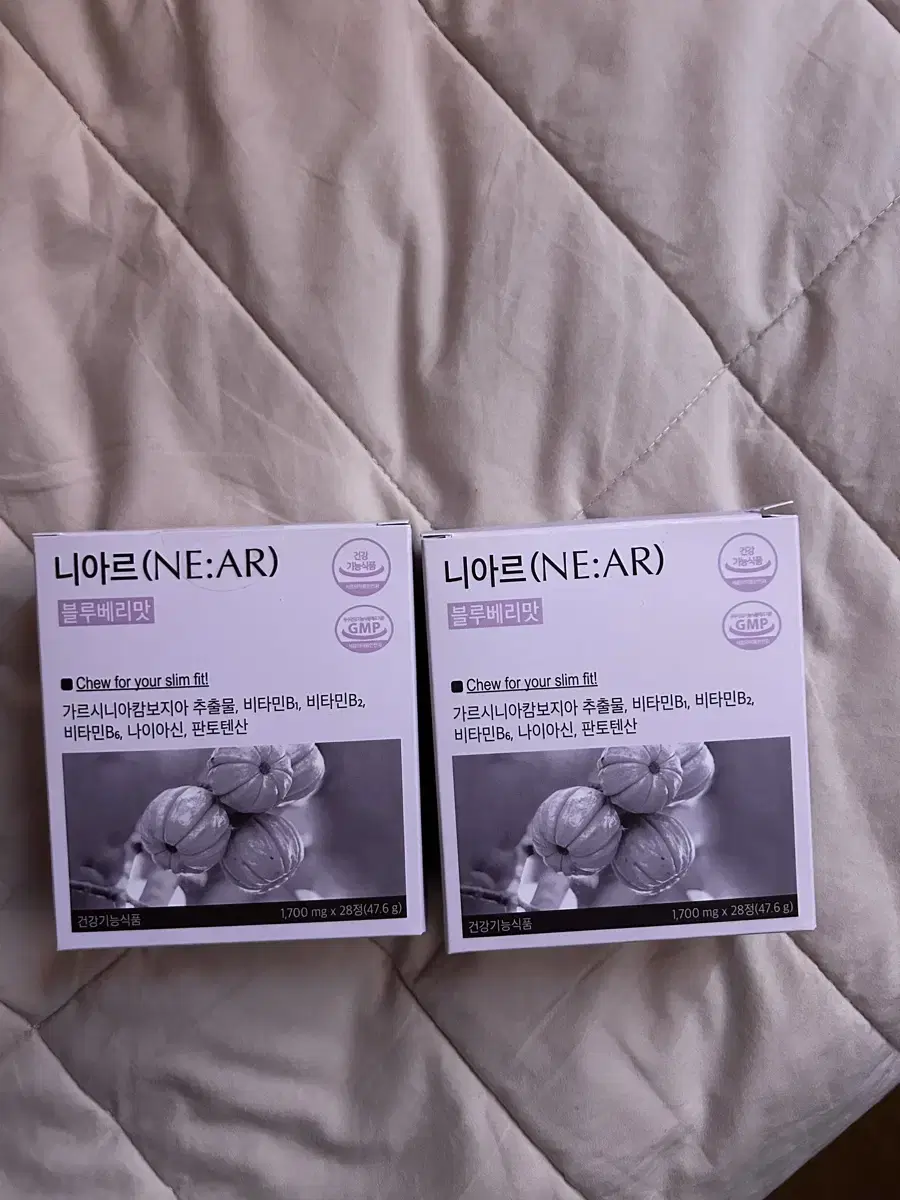 니아르(NE:AR)
블루베리맛
건강
기능식품
GMP
Chew for your slim fit!
가르시니아캄보지아 추출물, 비타민B₁, 비타민B₂,
비타민B₆, 나이아신, 판토텐산
건강기능식품
1,700 mg x 28정(47.6 g)
니아르(NE:AR)
블루베리맛
건강
기능식품
GMP
Chew for your slim fit!
가르시니아캄보지아 추출물, 비타민B₁, 비타민B₂,
비타민B₆, 나이아신, 판토텐산
건강기능식품
1,700 mg x 28정(47.6 g)